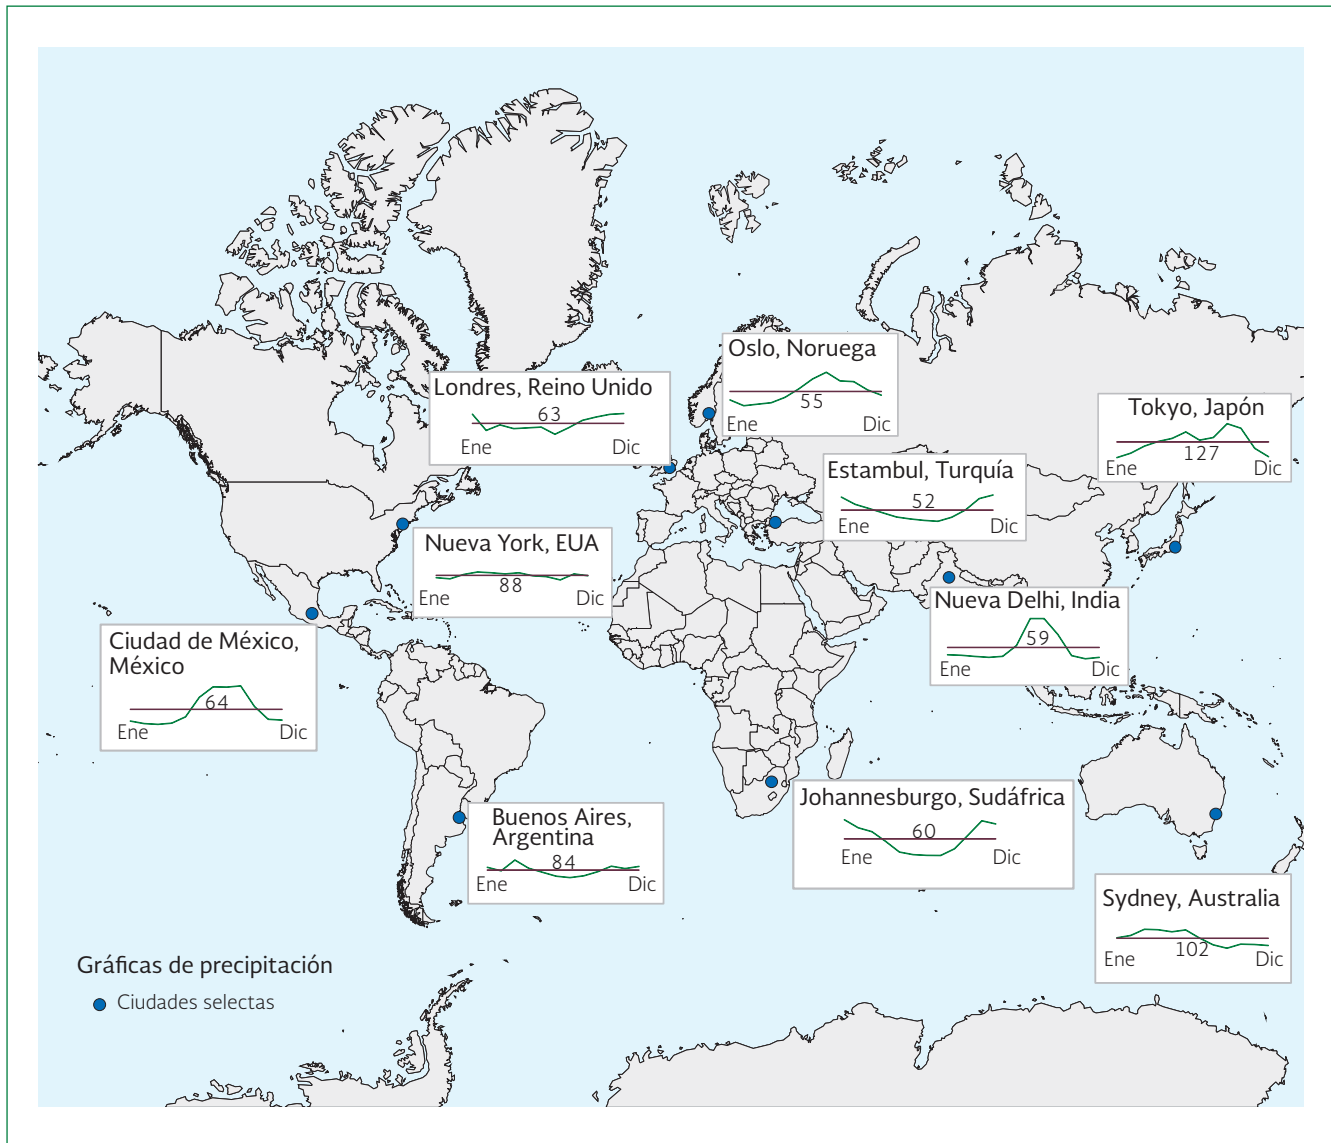 Oslo, Noruega
55
Ene
Dic
Londres, Reino Unido
63
Ene
Dic
Tokyo, Japón
127
Ene
Dic
Estambul, Turquía
52
Ene
Dic
Nueva York, EUA
88
Ene
Dic
Nueva Delhi, India
59
Ene
Dic
Ciudad de México,
México
64
Ene
Dic
Johannesburgo, Sudáfrica
60
Ene
Dic
Buenos Aires,
Argentina
84
Ene
Dic
Sydney, Australia
102
Ene
Dic
Gráficas de precipitación
Ciudades selectas